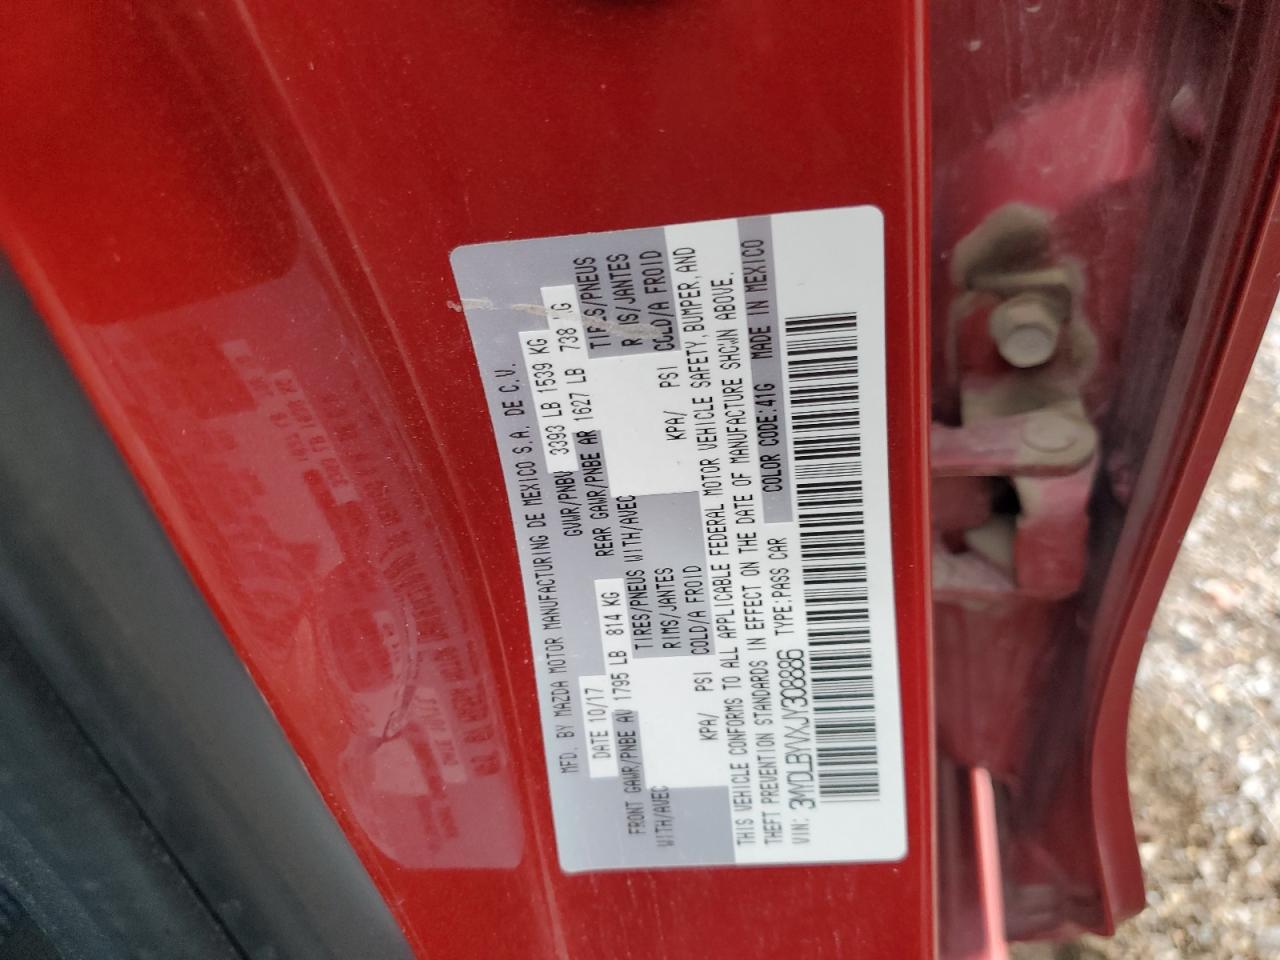 MFD. BY MAZDA MOTOR MANUFACTURING DE MEXICO S.A. DE C.V.
DATE 10/17 GVWR/PNBV 3393 LB 1539 KG
FRONT GAWR/PNBE AV 1795 LB 814 KG REAR GAWR/PNBE AR 1627 LB 738 KG
WITH/AVEC TIRES/PNEUS WITH/AVEC TIRES/PNEUS
RIMS/JANTES RIMS/JANTES
KPA/ PSI COLD/A FROID KPA/ PSI COLD/A FROID
THIS VEHICLE CONFORMS TO ALL APPLICABLE FEDERAL MOTOR VEHICLE SAFETY, BUMPER, AND
THEFT PREVENTION STANDARDS IN EFFECT ON THE DATE OF MANUFACTURE SHOWN ABOVE.
VIN: 3MYDLBYVXJY308886 TYPE:PASS CAR COLOR CODE:41G MADE IN MEXICO